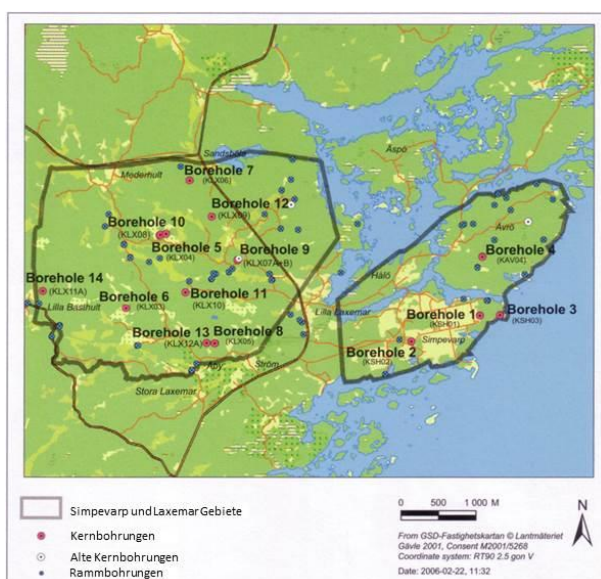 Sandshöle
Äspö
Mederhult
Borehole 7
(KLX06)
Borehole 12
(KLX09)
Borehole 10
(KLX08)
Borehole 5
(KLX04)
Borehole 9
(KLX07A+B)
Ävrö
Borehole 4
(KAV04)
Borehole 14
(KLX11A)
Hålö
Borehole 6
(KLX03)
Borehole 11
(KLX10)
Lilla Laxemar
Borehole 1
(KSH01)
Borehole 3
(KSH03)
Borehole 13
(KLX12A)
Borehole 8
(KLX05)
Simpevarp
Borehole 2
(KSH02)
Äby
Ström
Stora Laxemar
Simpevarp und Laxemar Gebiete
Kernbohrungen
Alte Kernbohrungen
Rammbohrungen
0 500 1 000 M
N
From GSD-Fastighetskartan © Lantmäteriet
Gävle 2001, Consent M2001/5268
Coordinate system: RT90 2.5 gon V
Date: 2006-02-22, 11:32